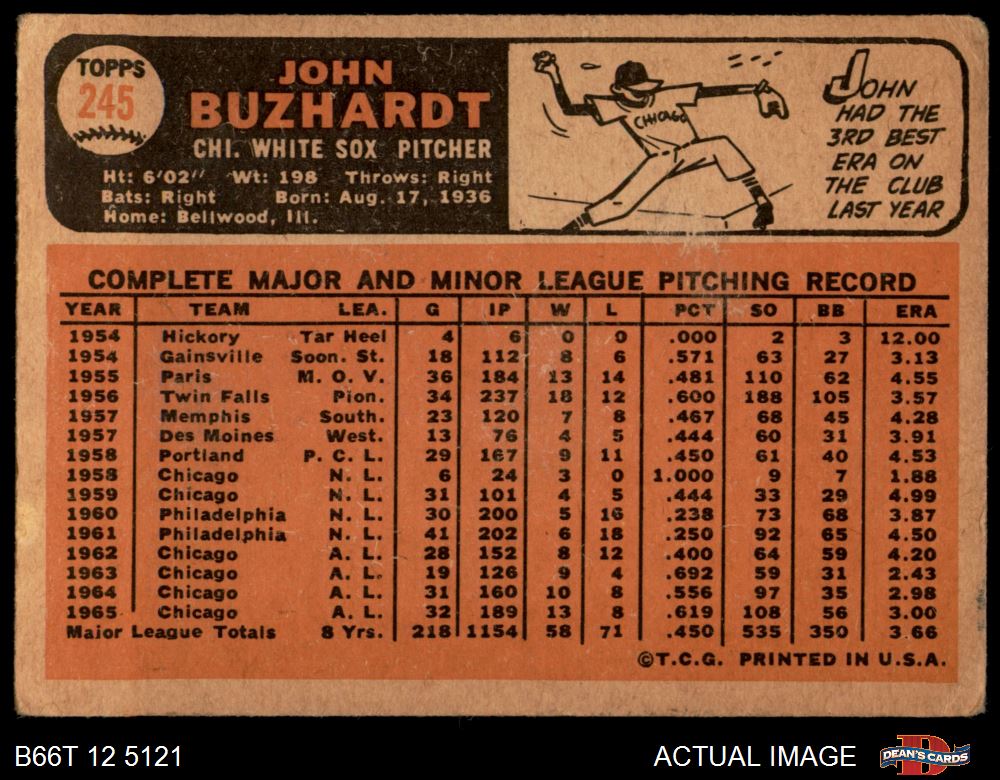 TOPPS
245
JOHN
BUZHARDT
CHI. WHITE SOX PITCHER
Ht: 6'02" Wt: 198 Throws: Right
Bats: Right Born: Aug. 17, 1936
Home: Bellwood, Ill.
CHICAGO
JOHN
HAD THE
3RD BEST
ERA ON
THE CLUB
LAST YEAR
COMPLETE MAJOR AND MINOR LEAGUE PITCHING RECORD
YEAR TEAM LEA. G IP W L PCT SO BB ERA
1954 Hickory Tar Heel 4 6 0 0 .000 2 3 12.00
1954 Gainsville Soon. St. 18 112 8 6 .571 63 27 3.13
1955 Paris M. O. V. 36 184 13 14 .481 110 62 4.55
1956 Twin Falls Pion. 34 237 18 12 .600 188 105 3.57
1957 Memphis South. 23 120 7 8 .467 68 45 4.28
1957 Des Moines West. 13 76 4 5 .444 60 31 3.91
1958 Portland P. C. L. 29 167 9 11 .450 61 40 4.53
1958 Chicago N. L. 6 24 3 0 1.000 9 7 1.88
1959 Chicago N. L. 31 101 4 5 .444 33 29 4.99
1960 Philadelphia N. L. 30 200 5 16 .238 73 68 3.87
1961 Philadelphia N. L. 41 202 6 18 .250 92 65 4.50
1962 Chicago A. L. 28 152 8 12 .400 64 59 4.20
1963 Chicago A. L. 19 126 9 4 .692 59 31 2.43
1964 Chicago A. L. 31 160 10 8 .556 97 35 2.98
1965 Chicago A. L. 32 189 13 8 .619 108 56 3.00
Major League Totals 8 Yrs. 218 1154 58 71 .450 535 350 3.66
©T.C.G. PRINTED IN U.S.A.
B66T 12 5121
ACTUAL IMAGE
DEAN'S CARDS